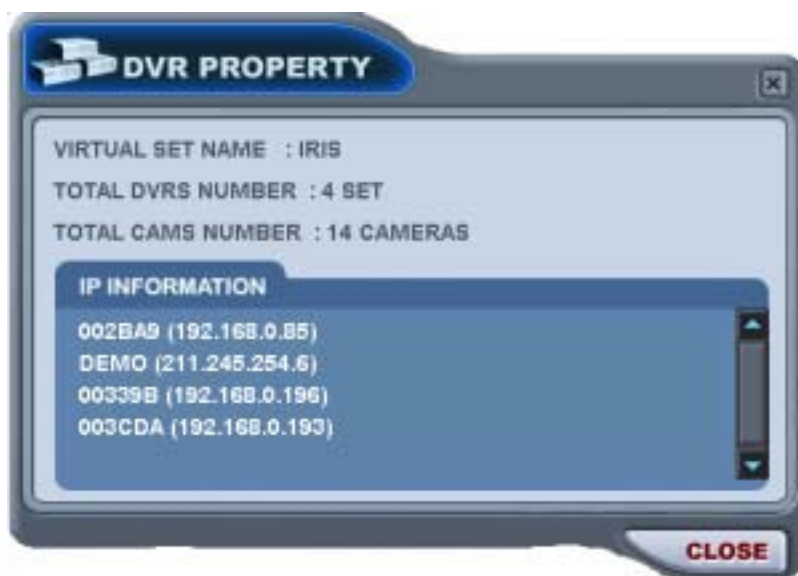 DVR PROPERTY
VIRTUAL SET NAME : IRIS
TOTAL DVRS NUMBER : 4 SET
TOTAL CAMS NUMBER : 14 CAMERAS
IP INFORMATION
002BA9 (192.168.0.85)
DEMO (211.245.254.6)
00339B (192.168.0.196)
003CDA (192.168.0.193)
CLOSE